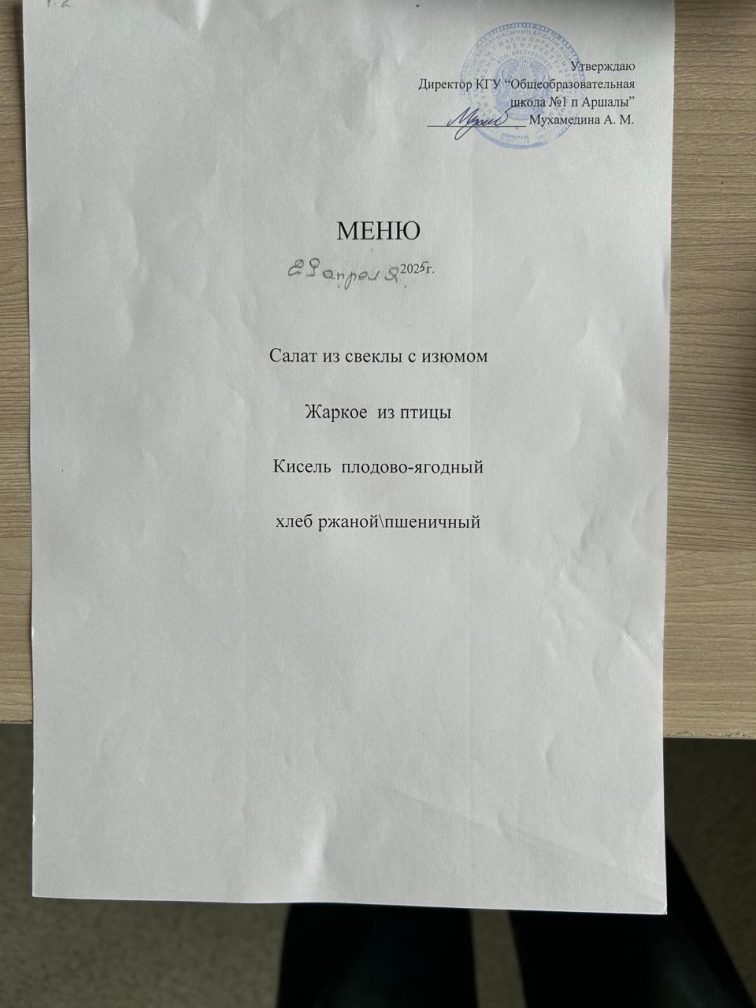 Утверждаю
Директор КГУ “Общеобразовательная
школа №1 п Аршалы”
Мухамедина А. М.
МЕНЮ
29 апреля 2025г.
Салат из свеклы с изюмом
Жаркое из птицы
Кисель плодово-ягодный
хлеб ржаной\пшеничный